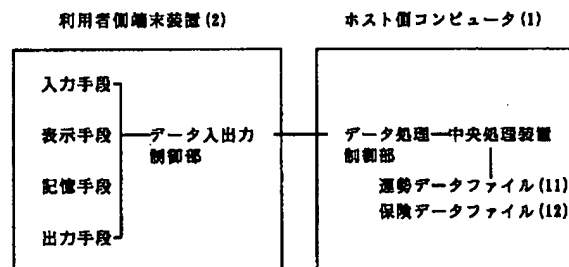 利用者側端末装置(2)
ホスト側コンピュータ(1)
入力手段
表示手段
記憶手段
出力手段
データ入出力
制御部
データ処理
制御部
中央処理装置
運勢データファイル(11)
保険データファイル(12)